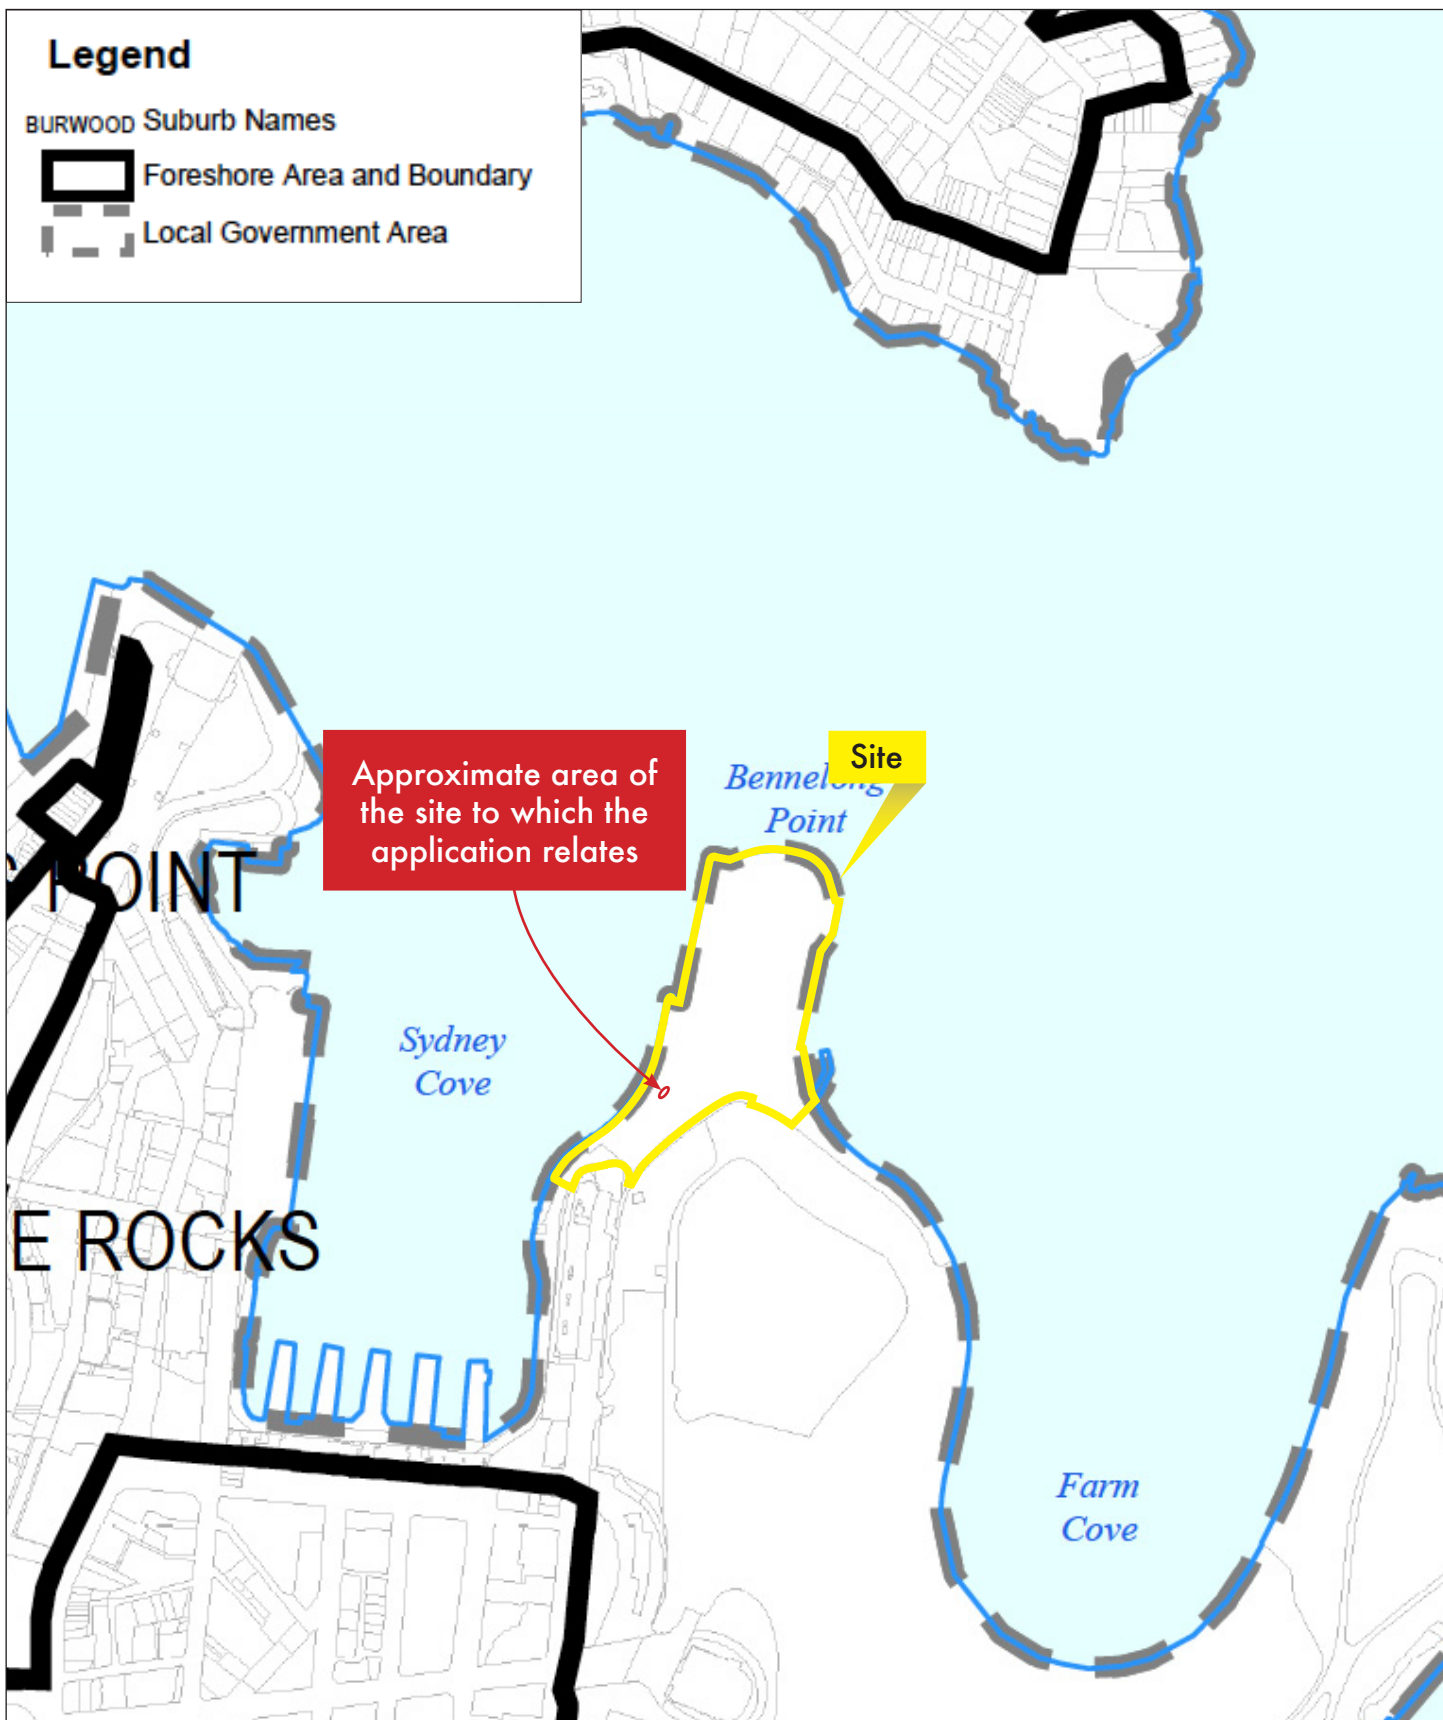 Legend
BURWOOD Suburb Names
Foreshore Area and Boundary
Local Government Area
Site
Approximate area of
the site to which the
application relates
Bennelong
Point
POINT
Sydney
Cove
E ROCKS
Farm
Cove